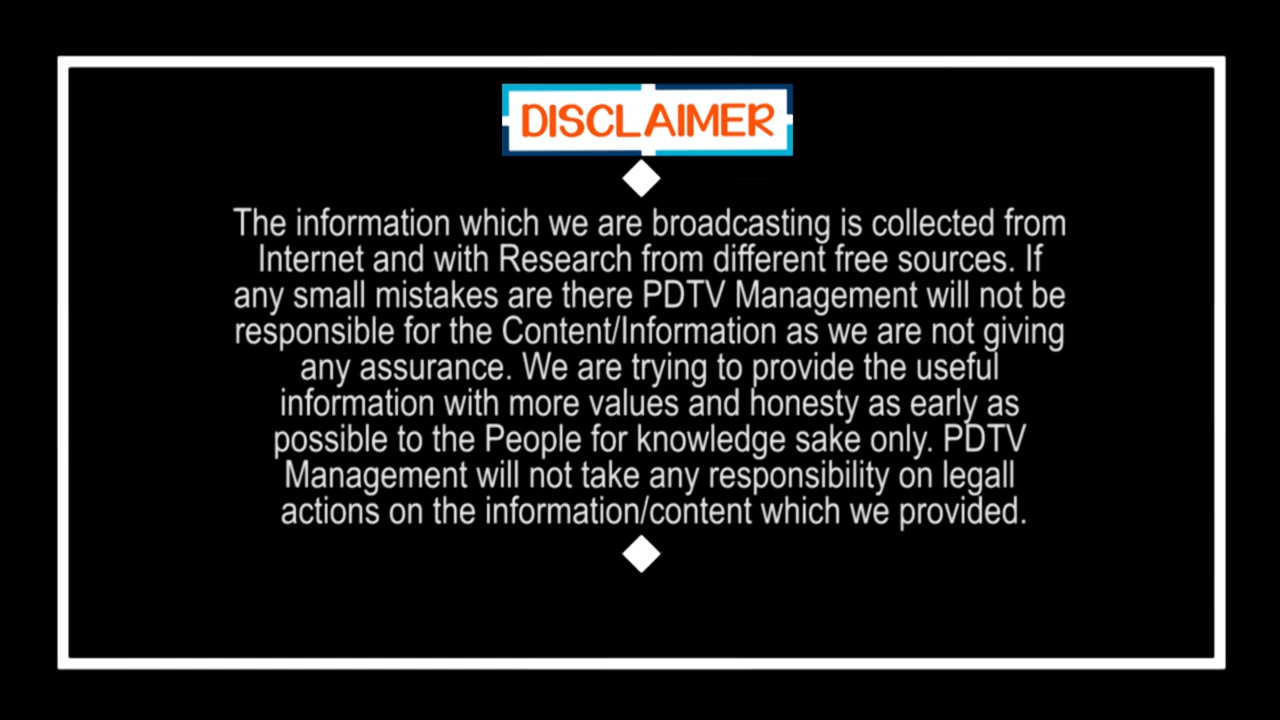 DISCLAIMER
The information which we are broadcasting is collected from
Internet and with Research from different free sources. If
any small mistakes are there PDTV Management will not be
responsible for the Content/Information as we are not giving
any assurance. We are trying to provide the useful
information with more values and honesty as early as
possible to the People for knowledge sake only. PDTV
Management will not take any responsibility on legall
actions on the information/content which we provided.